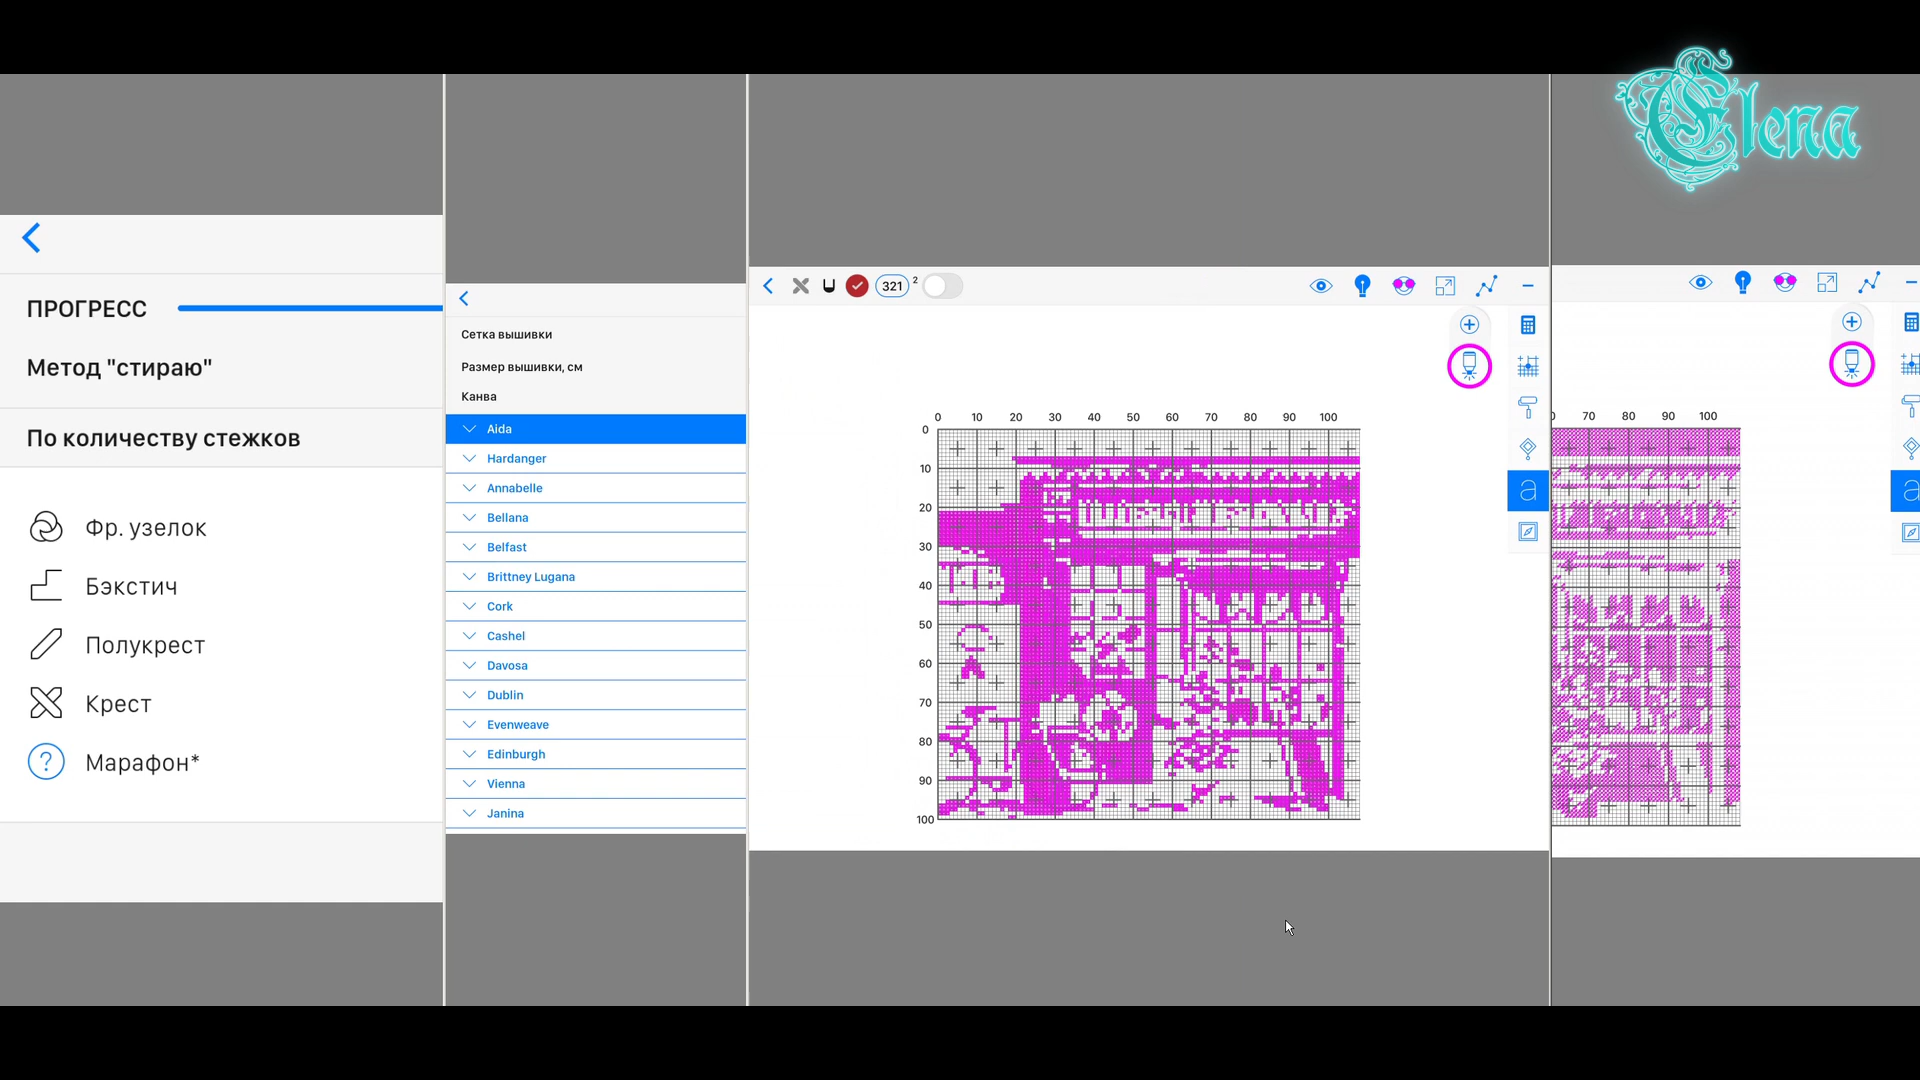 Elena
ПРОГРЕСС
Метод "стираю"
По количеству стежков
Фр. узелок
Бэкстич
Полукрест
Крест
? Марафон*
Сетка вышивки
Размер вышивки, см
Канва
Aida
Hardanger
Annabelle
Bellana
Belfast
Brittney Lugana
Cork
Cashel
Davosa
Dublin
Evenweave
Edinburgh
Vienna
Janina
321 2
a
0 10 20 30 40 50 60 70 80 90 100
0
10
20
30
40
50
60
70
80
90
100
70 80 90 100
a